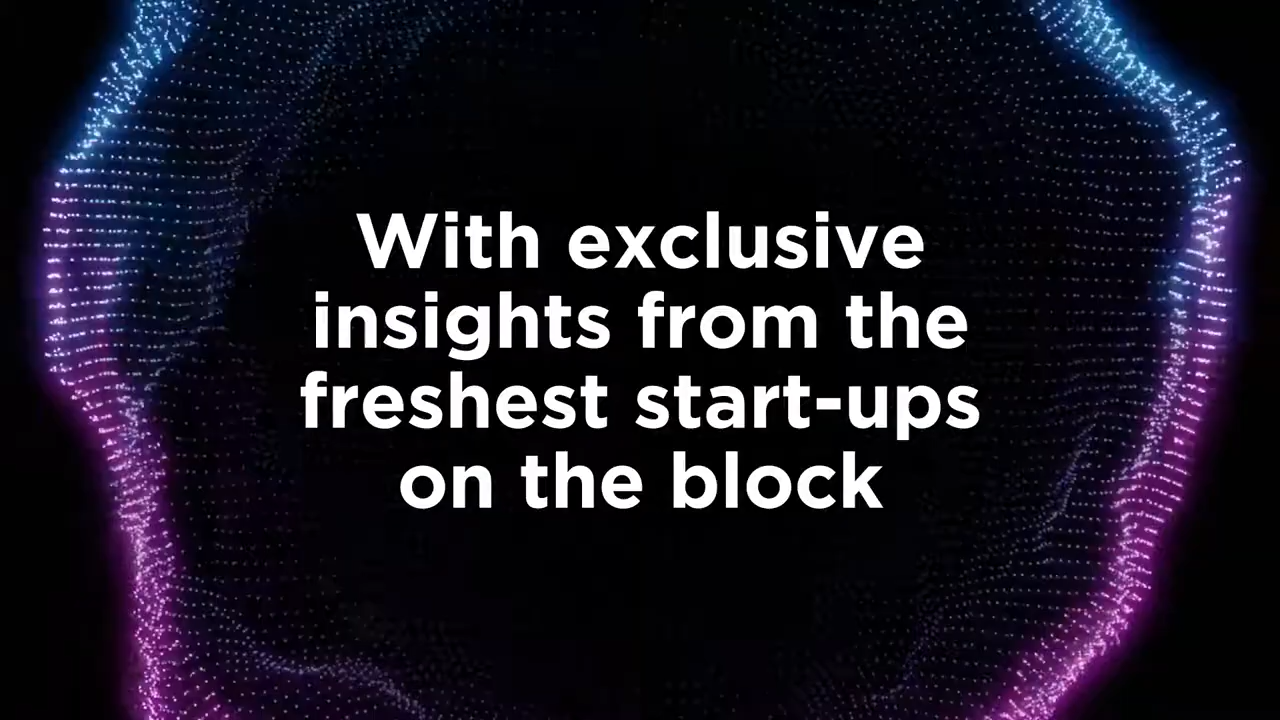 With exclusive
insights from the
freshest start-ups
on the block